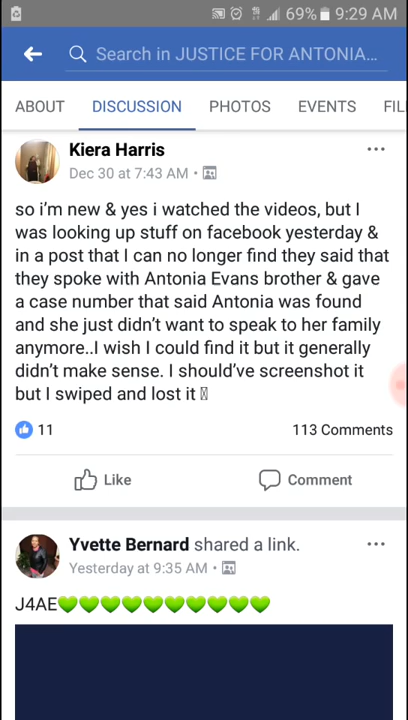 69% 9:29 AM
Search in JUSTICE FOR ANTONIA...
ABOUT DISCUSSION PHOTOS EVENTS FIL
Kiera Harris
Dec 30 at 7:43 AM •
so i'm new & yes i watched the videos, but I
was looking up stuff on facebook yesterday &
in a post that I can no longer find they said that
they spoke with Antonia Evans brother & gave
a case number that said Antonia was found
and she just didn't want to speak to her family
anymore..I wish I could find it but it generally
didn't make sense. I should've screenshot it
but I swiped and lost it
11 113 Comments
Like Comment
Yvette Bernard shared a link.
Yesterday at 9:35 AM •
J4AE💚💚💚💚💚💚💚💚💚💚